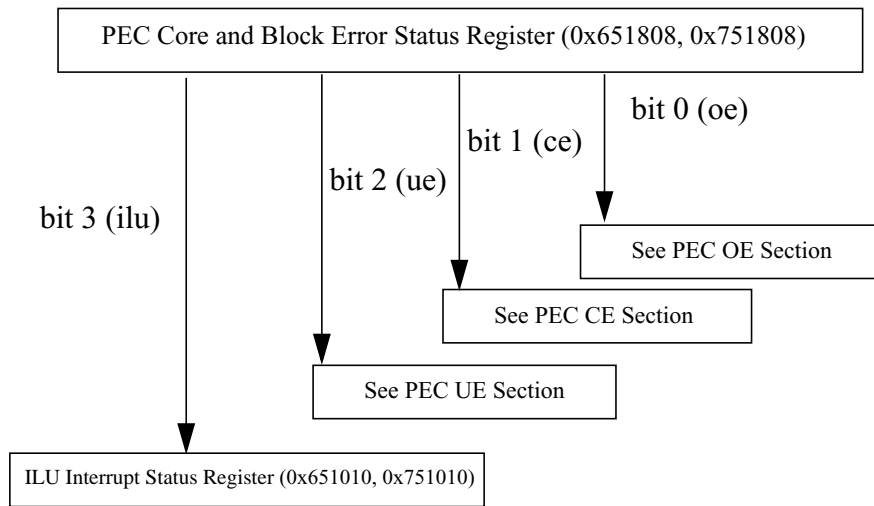 PEC Core and Block Error Status Register (0x651808, 0x751808)
bit 0 (oe)
bit 1 (ce)
bit 2 (ue)
bit 3 (ilu)
See PEC OE Section
See PEC CE Section
See PEC UE Section
ILU Interrupt Status Register (0x651010, 0x751010)